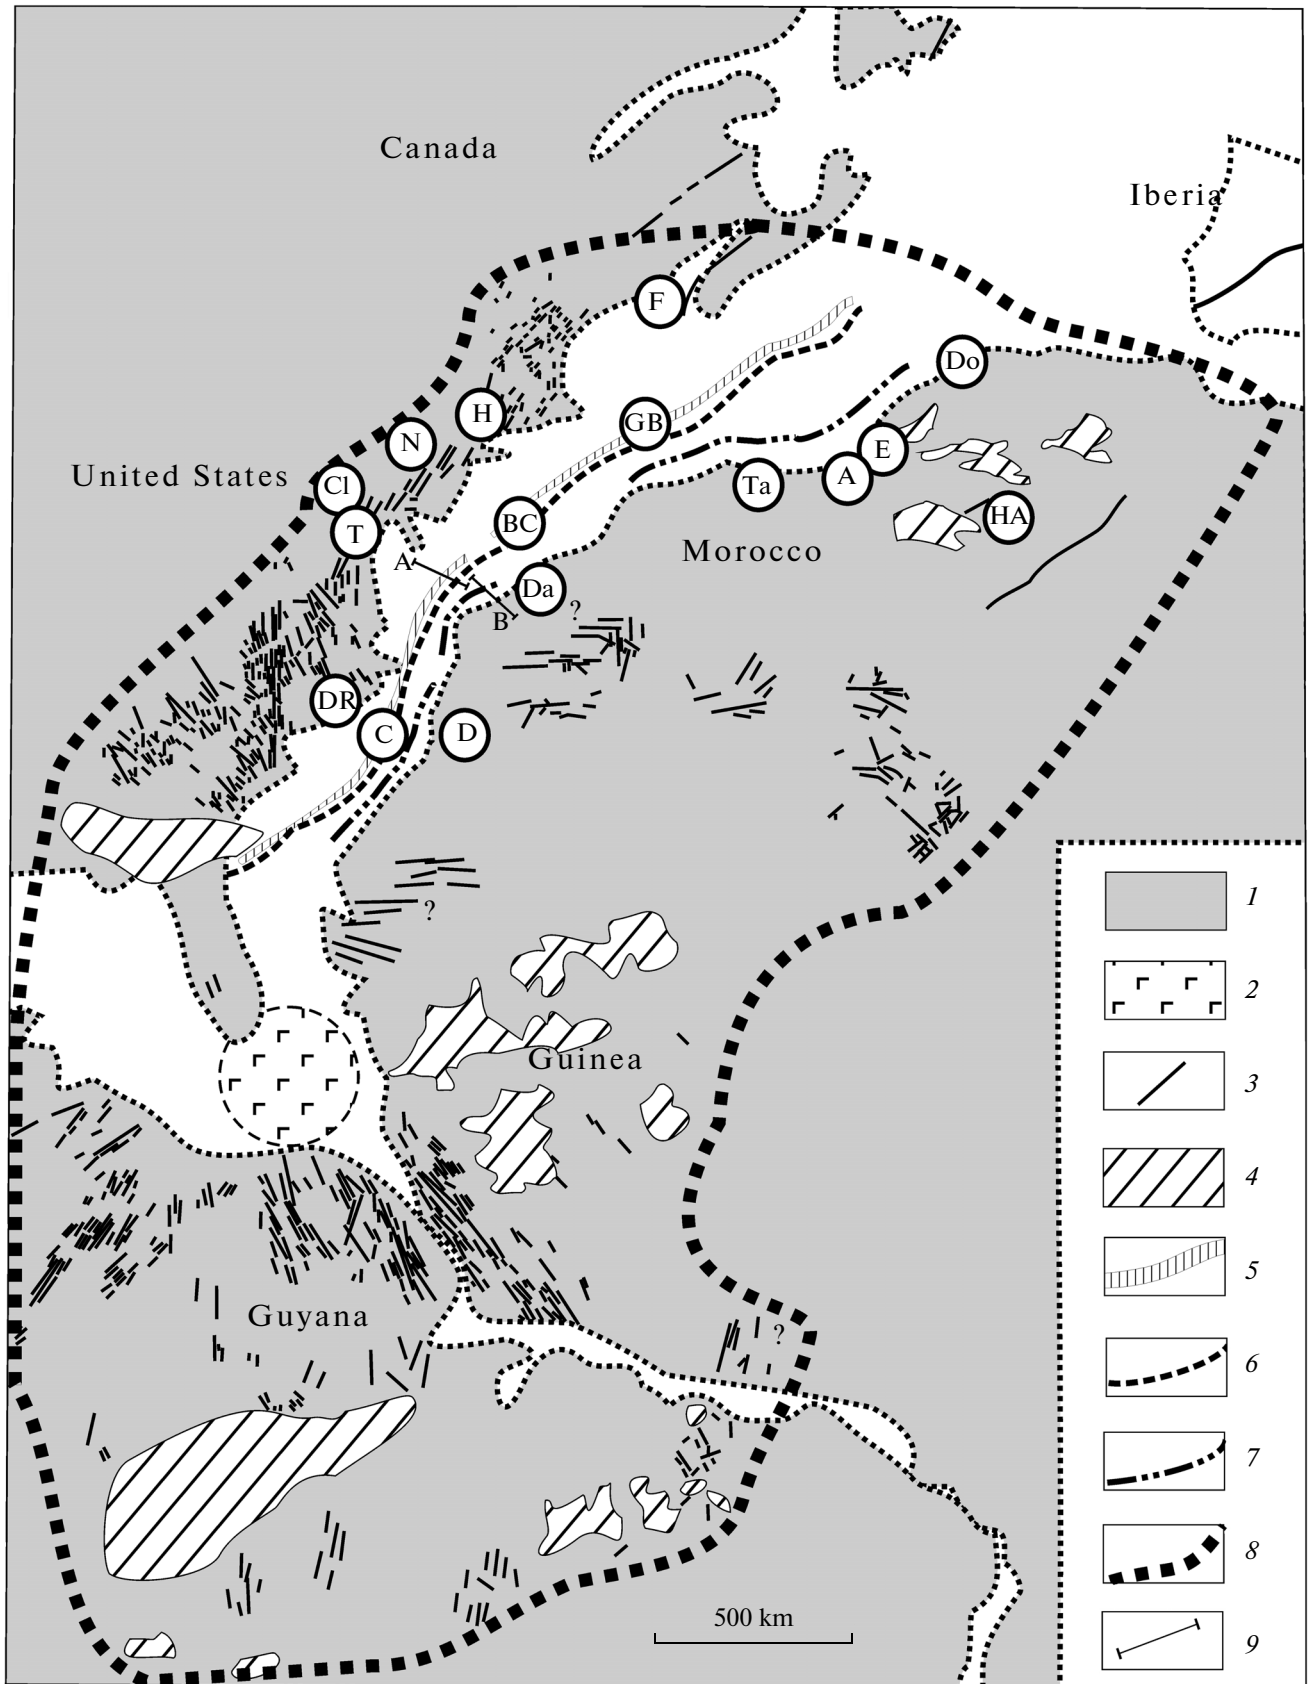 Canada
Iberia
F
Do
H
GB
N
E
United States
Cl
A
Ta
HA
T
BC
Morocco
A
Da
?
B
DR
C
D
1
?
2
Guinea
3
4
5
Guyana
?
6
7
8
500 km
9